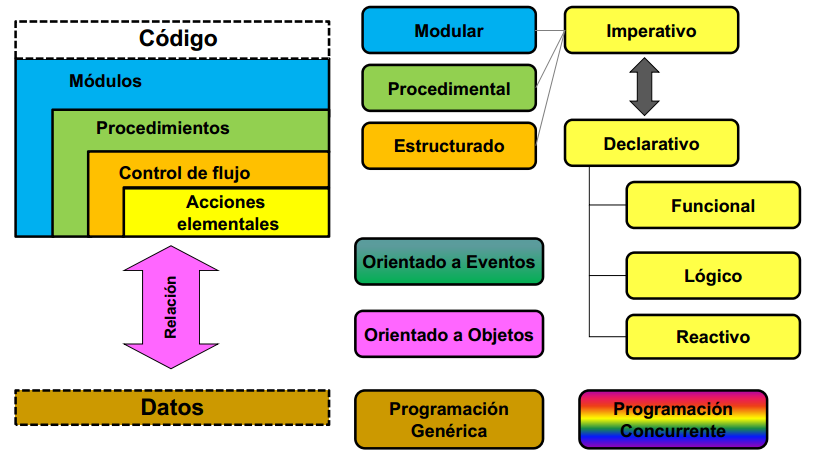 Código
Módulos
Procedimientos
Control de flujo
Acciones
elementales
Relación
Datos
Modular
Procedimental
Estructurado
Orientado a Eventos
Orientado a Objetos
Programación
Genérica
Imperativo
Declarativo
Funcional
Lógico
Reactivo
Programación
Concurrente